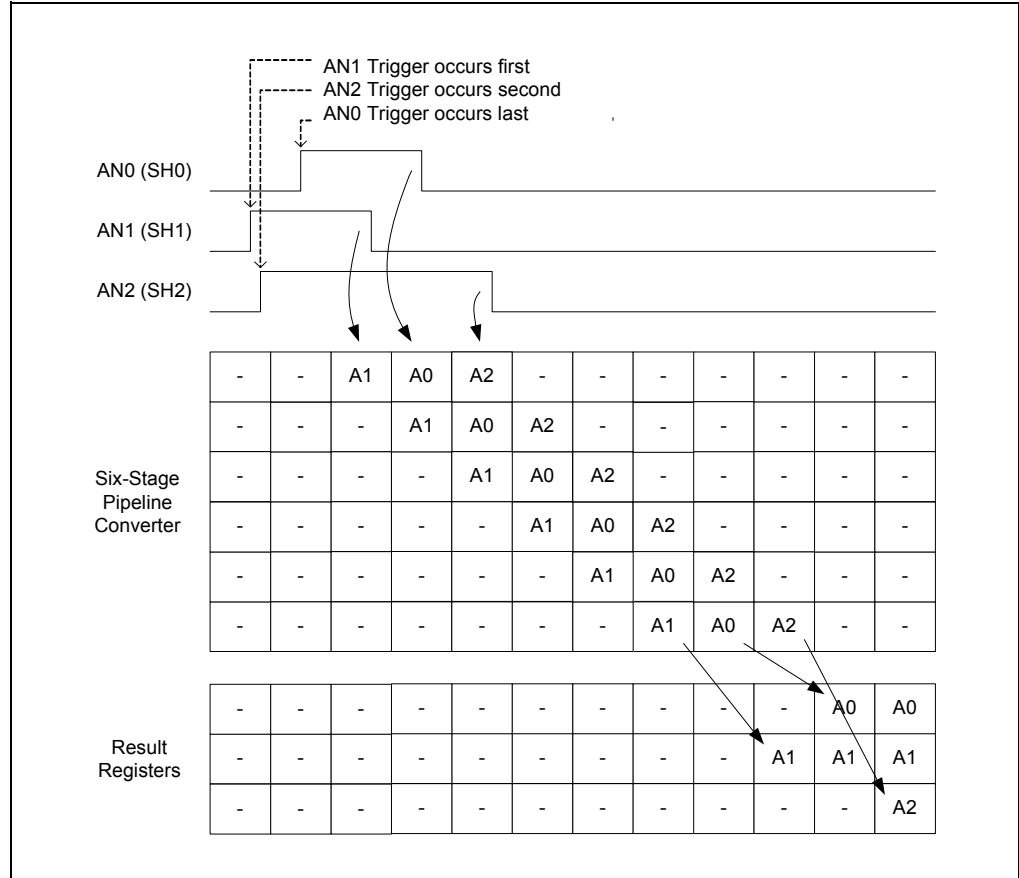 AN1 Trigger occurs first
AN2 Trigger occurs second
AN0 Trigger occurs last
AN0 (SH0)
AN1 (SH1)
AN2 (SH2)
Six-Stage
Pipeline
Converter
- - A1 A0 A2 - - - - - - -
- - - A1 A0 A2 - - - - - -
- - - - A1 A0 A2 - - - - -
- - - - - A1 A0 A2 - - - -
- - - - - - A1 A0 A2 - - -
- - - - - - - A1 A0 A2 - -
Result
Registers
- - - - - - - - - - A0 A0
- - - - - - - - - A1 A1 A1
- - - - - - - - - - - A2